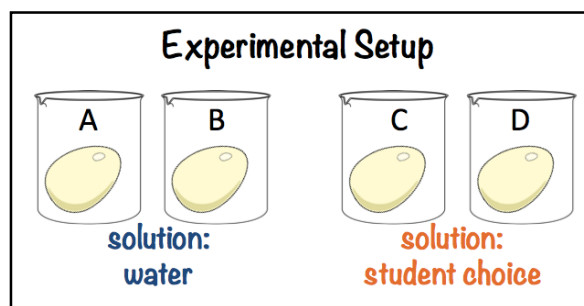 Experimental Setup
A B C D
solution: solution:
water student choice